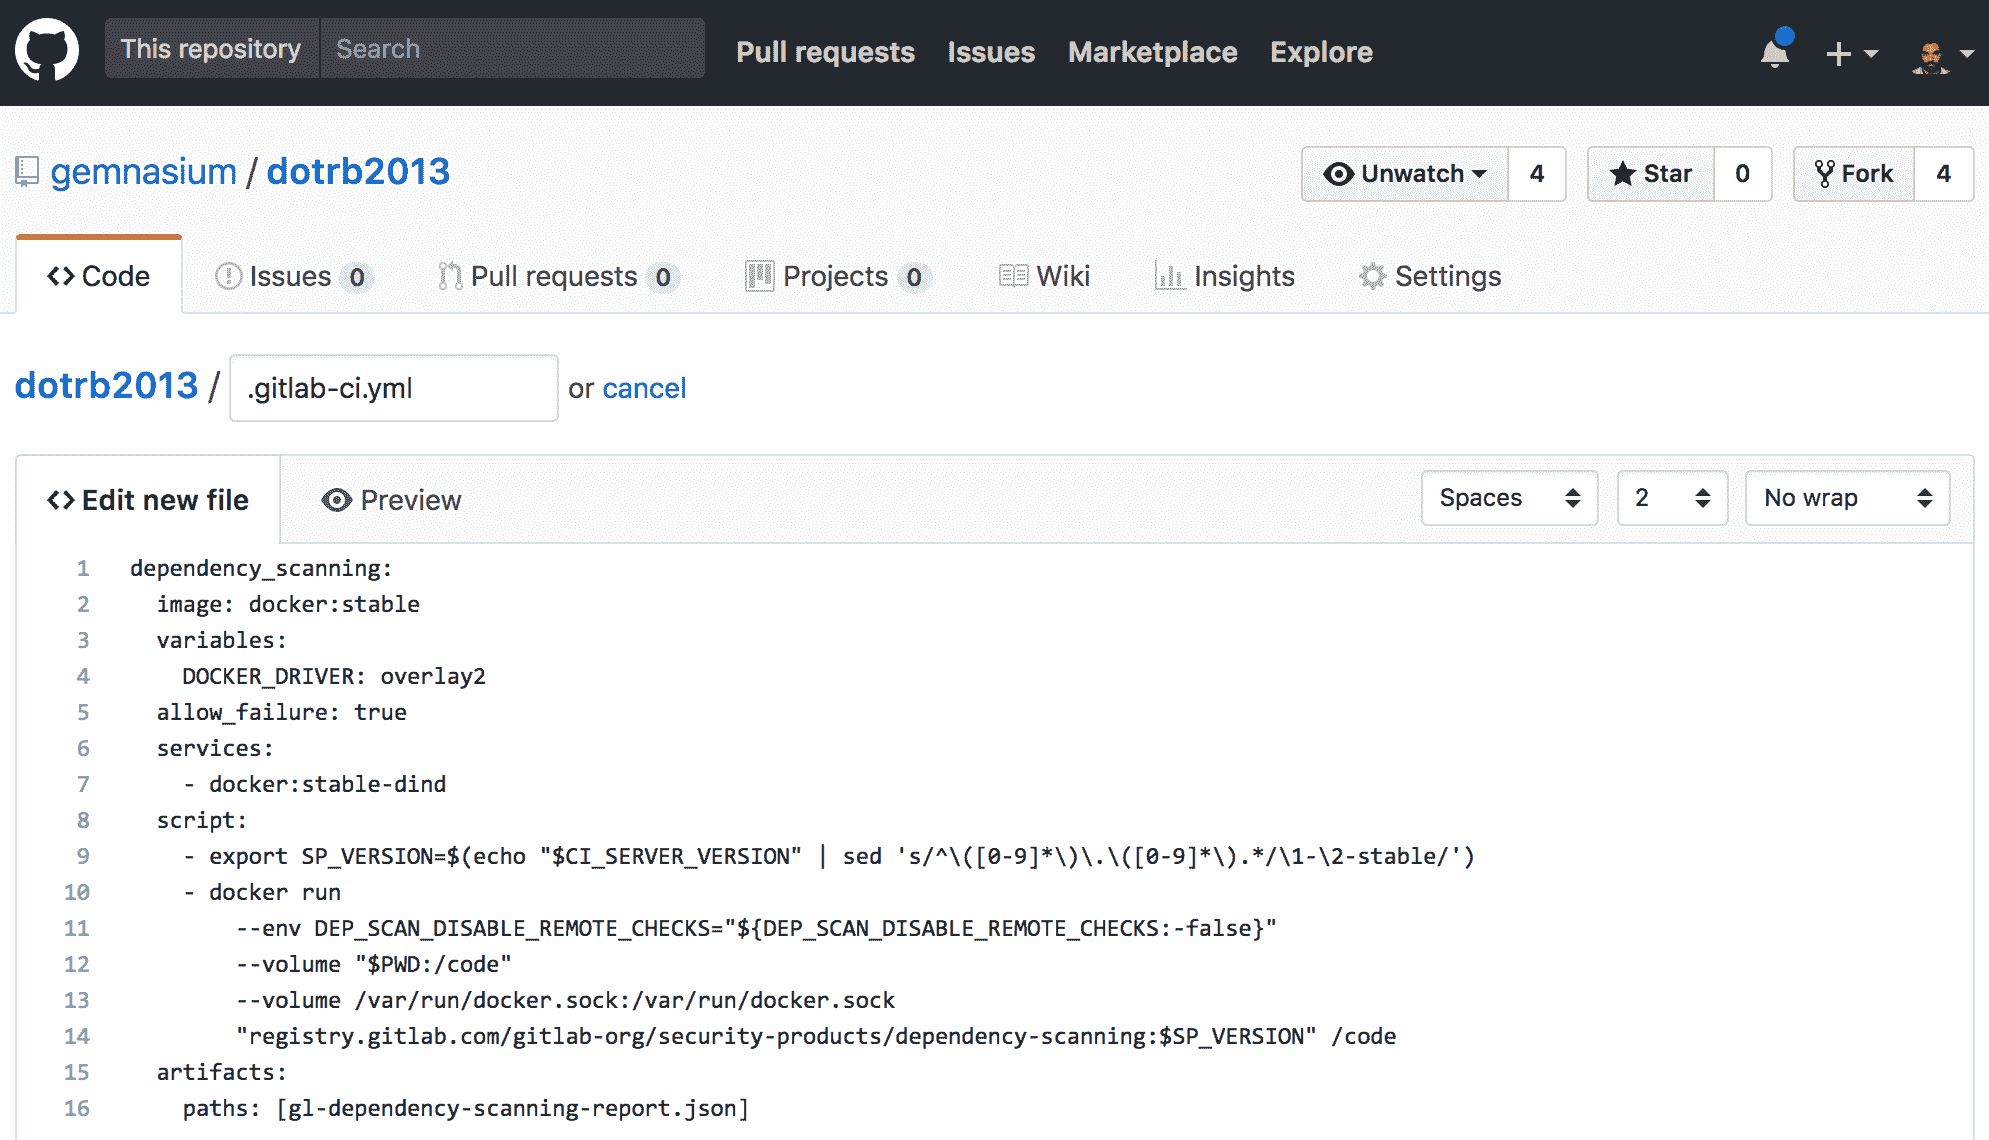 This repository Search Pull requests Issues Marketplace Explore
gemnasium / dotrb2013 Unwatch 4 Star 0 Fork 4
Code Issues 0 Pull requests 0 Projects 0 Wiki Insights Settings
dotrb2013 / .gitlab-ci.yml or cancel
Edit new file Preview Spaces 2 No wrap
1 dependency_scanning:
2   image: docker:stable
3   variables:
4     DOCKER_DRIVER: overlay2
5   allow_failure: true
6   services:
7     - docker:stable-dind
8   script:
9     - export SP_VERSION=$(echo "$CI_SERVER_VERSION" | sed 's/^\([0-9]*\)\.\([0-9]*\).*/\1-\2-stable/')
10     - docker run
11         --env DEP_SCAN_DISABLE_REMOTE_CHECKS="${DEP_SCAN_DISABLE_REMOTE_CHECKS:-false}"
12         --volume "$PWD:/code"
13         --volume /var/run/docker.sock:/var/run/docker.sock
14         "registry.gitlab.com/gitlab-org/security-products/dependency-scanning:$SP_VERSION" /code
15   artifacts:
16     paths: [gl-dependency-scanning-report.json]